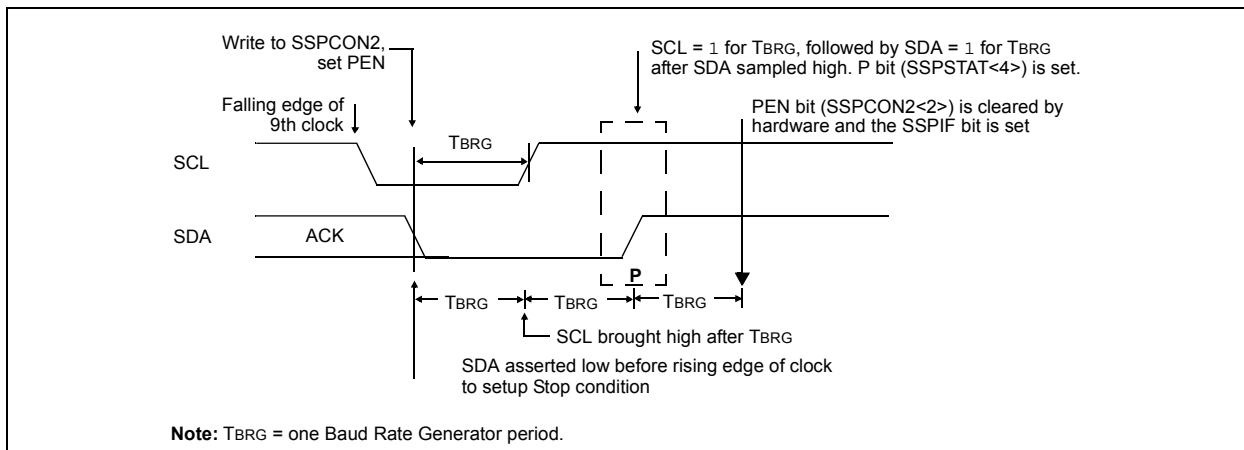 Write to SSPCON2,
set PEN
SCL = 1 for TBRG, followed by SDA = 1 for TBRG
after SDA sampled high. P bit (SSPSTAT<4>) is set.
Falling edge of
9th clock
PEN bit (SSPCON2<2>) is cleared by
hardware and the SSPIF bit is set
TBRG
SCL
SDA
ACK
P
TBRG
TBRG
TBRG
SCL brought high after TBRG
SDA asserted low before rising edge of clock
to setup Stop condition
Note: TBRG = one Baud Rate Generator period.